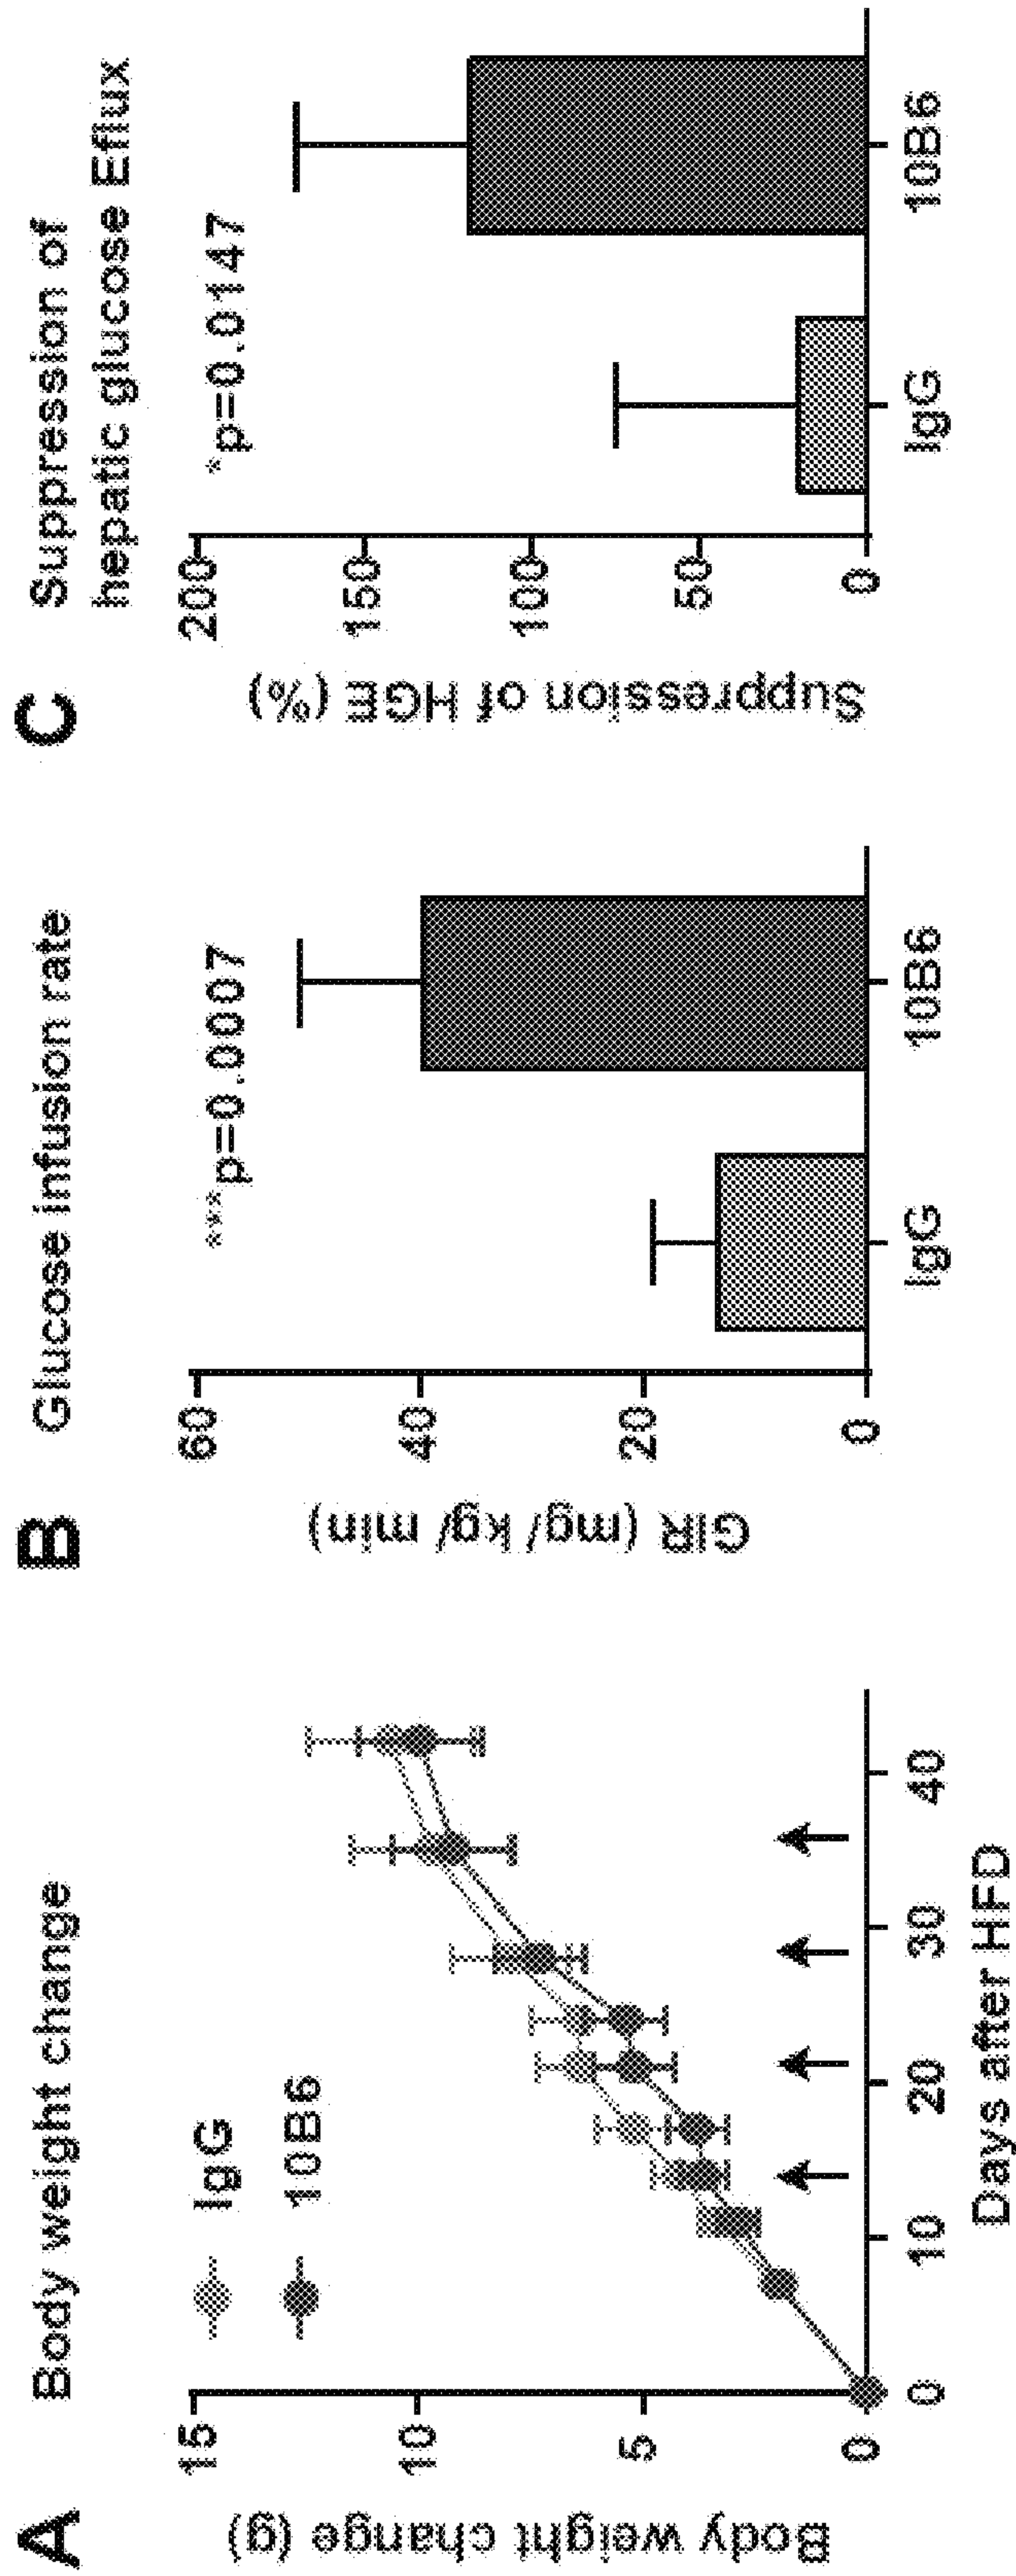 A
Body weight change
Body weight change (g)
15
10
5
0
IgG
10B6
0
10
20
30
40
Days after HFD
B
Glucose infusion rate
GIR (mg/ kg/ min)
60
40
20
0
***p=0.0007
IgG
10B6
C
Suppression of
hepatic glucose Eflux
Suppression of HGE (%)
200
150
100
50
0
*p=0.0147
IgG
10B6